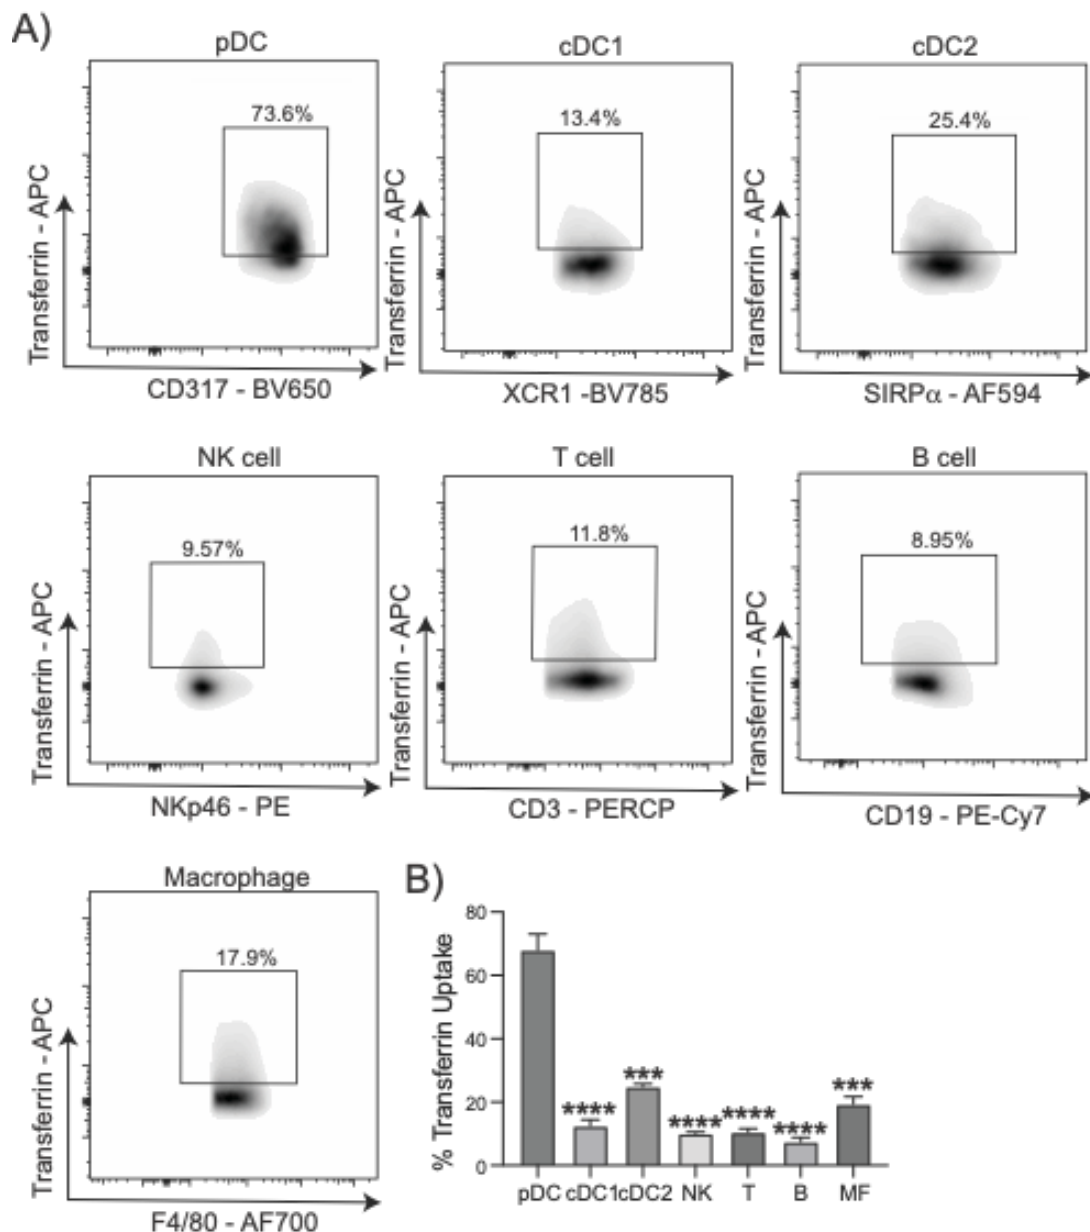 A)
pDC
73.6%
Transferrin - APC
CD317 - BV650
cDC1
13.4%
Transferrin - APC
XCR1 -BV785
cDC2
25.4%
Transferrin - APC
SIRPα - AF594
NK cell
9.57%
Transferrin - APC
NKp46 - PE
T cell
11.8%
Transferrin - APC
CD3 - PERCP
B cell
8.95%
Transferrin - APC
CD19 - PE-Cy7
Macrophage
17.9%
Transferrin - APC
F4/80 - AF700
B)
% Transferrin Uptake
80
60
40
20
0
**** *** **** **** **** ***
pDC cDC1 cDC2 NK T B MF